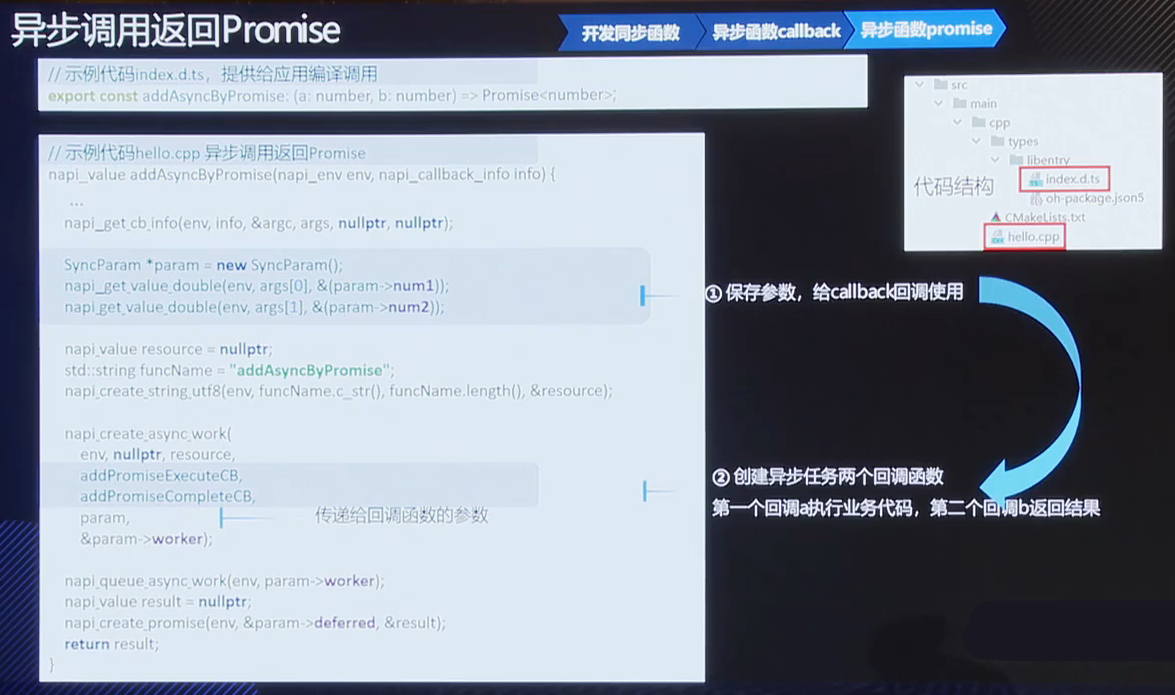 异步调用返回Promise
开发同步函数
异步函数callback
异步函数promise
// 示例代码index.d.ts，提供给应用编译调用
export const addAsyncByPromise: (a: number, b: number) => Promise<number>;
// 示例代码hello.cpp 异步调用返回Promise
napi_value addAsyncByPromise(napi_env env, napi_callback_info info) {
...
napi_get_cb_info(env, info, &argc, args, nullptr, nullptr);
SyncParam *param = new SyncParam();
napi_get_value_double(env, args[0], &(param->num1));
napi_get_value_double(env, args[1], &(param->num2));
napi_value resource = nullptr;
std::string funcName = "addAsyncByPromise";
napi_create_string_utf8(env, funcName.c_str(), funcName.length(), &resource);
napi_create_async_work(
env, nullptr, resource,
addPromiseExecuteCB,
addPromiseCompleteCB,
param,
传递给回调函数的参数
&param->worker);
napi_queue_async_work(env, param->worker);
napi_value result = nullptr;
napi_create_promise(env, &param->deferred, &result);
return result;
}
src
main
cpp
types
libentry
index.d.ts
oh-package.json5
CMakeLists.txt
hello.cpp
代码结构
① 保存参数，给callback回调使用
② 创建异步任务两个回调函数
第一个回调a执行业务代码，第二个回调b返回结果